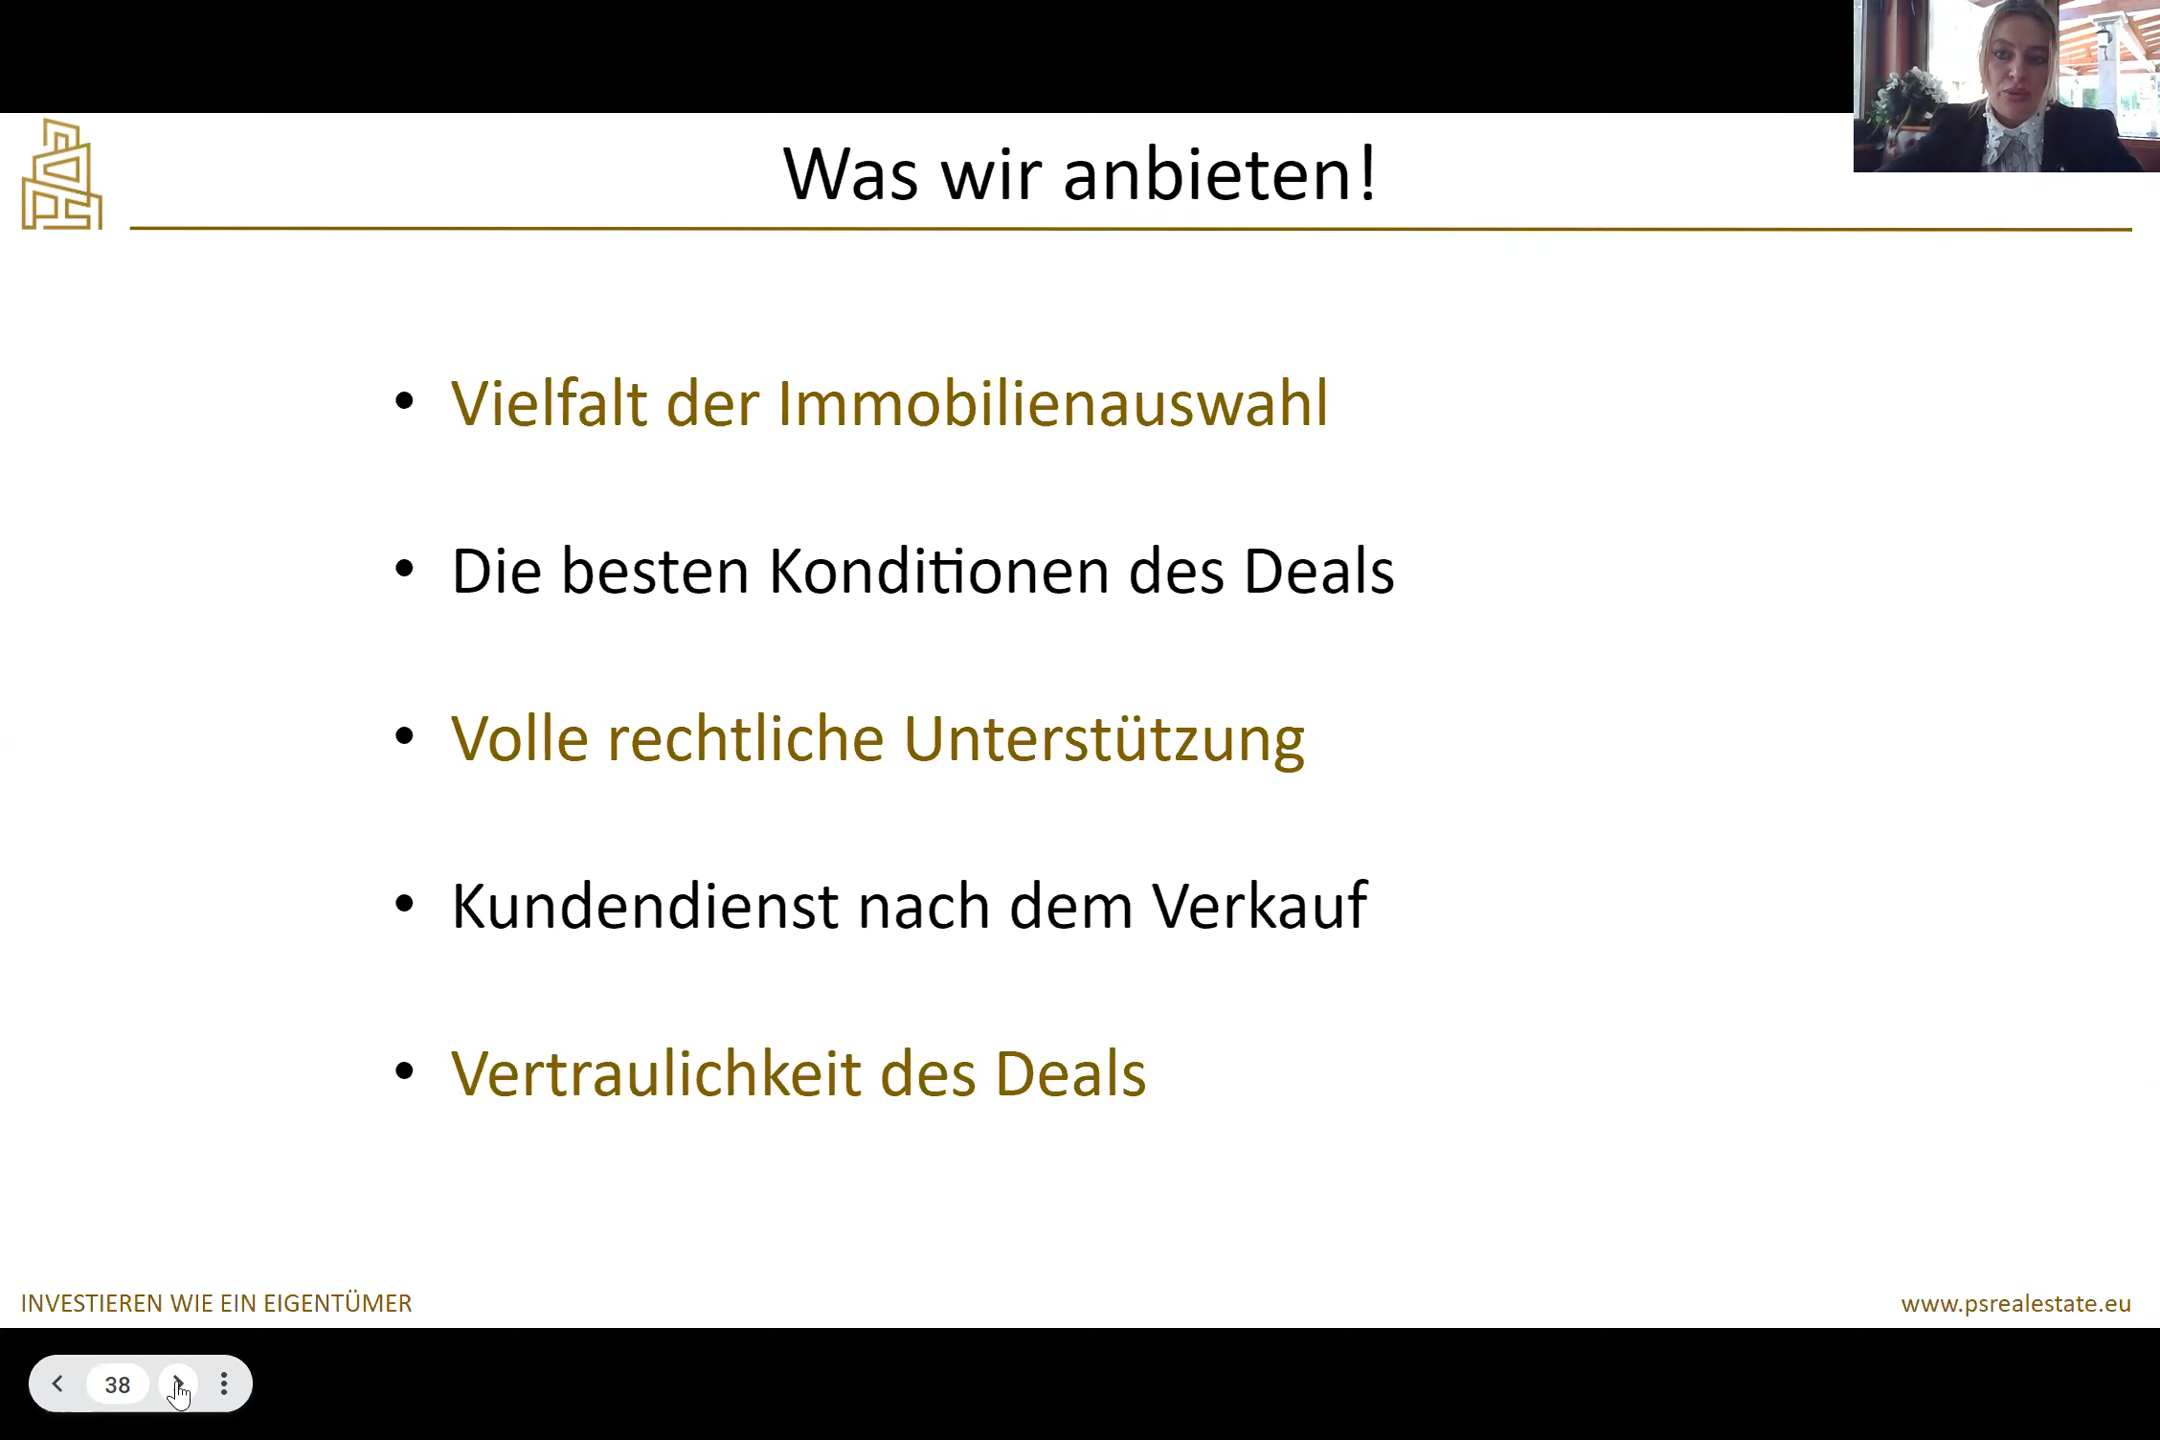 Was wir anbieten!
• Vielfalt der Immobilienauswahl
• Die besten Konditionen des Deals
• Volle rechtliche Unterstützung
• Kundendienst nach dem Verkauf
• Vertraulichkeit des Deals
INVESTIEREN WIE EIN EIGENTÜMER
www.psrealestate.eu
38